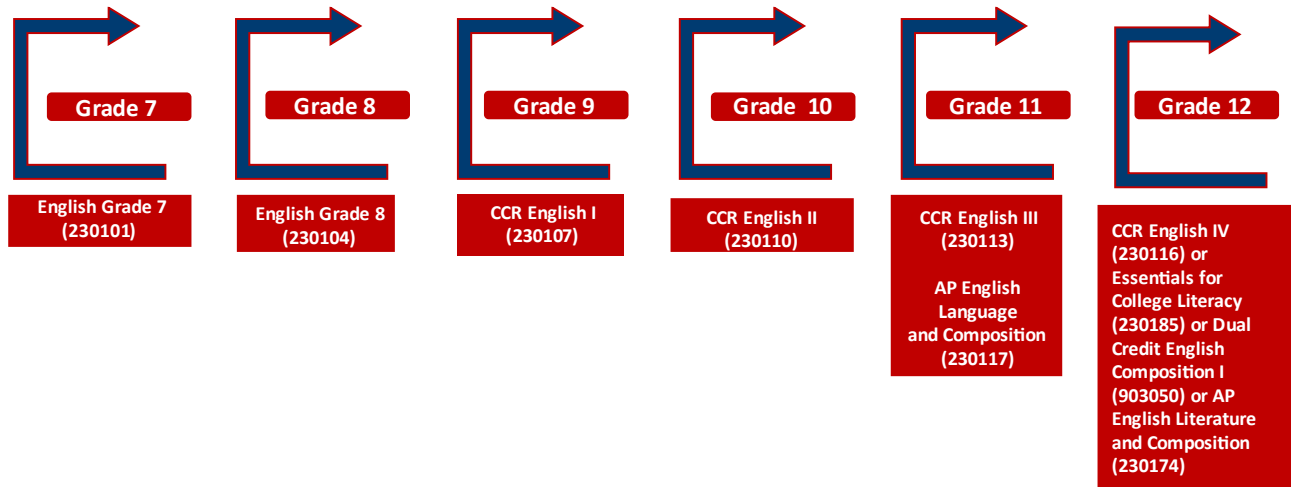 Grade 7
Grade 8
Grade 9
Grade 10
Grade 11
Grade 12
English Grade 7
(230101)
English Grade 8
(230104)
CCR English I
(230107)
CCR English II
(230110)
CCR English III
(230113)
AP English
Language
and Composition
(230117)
CCR English IV
(230116) or
Essentials for
College Literacy
(230185) or Dual
Credit English
Composition I
(903050) or AP
English Literature
and Composition
(230174)